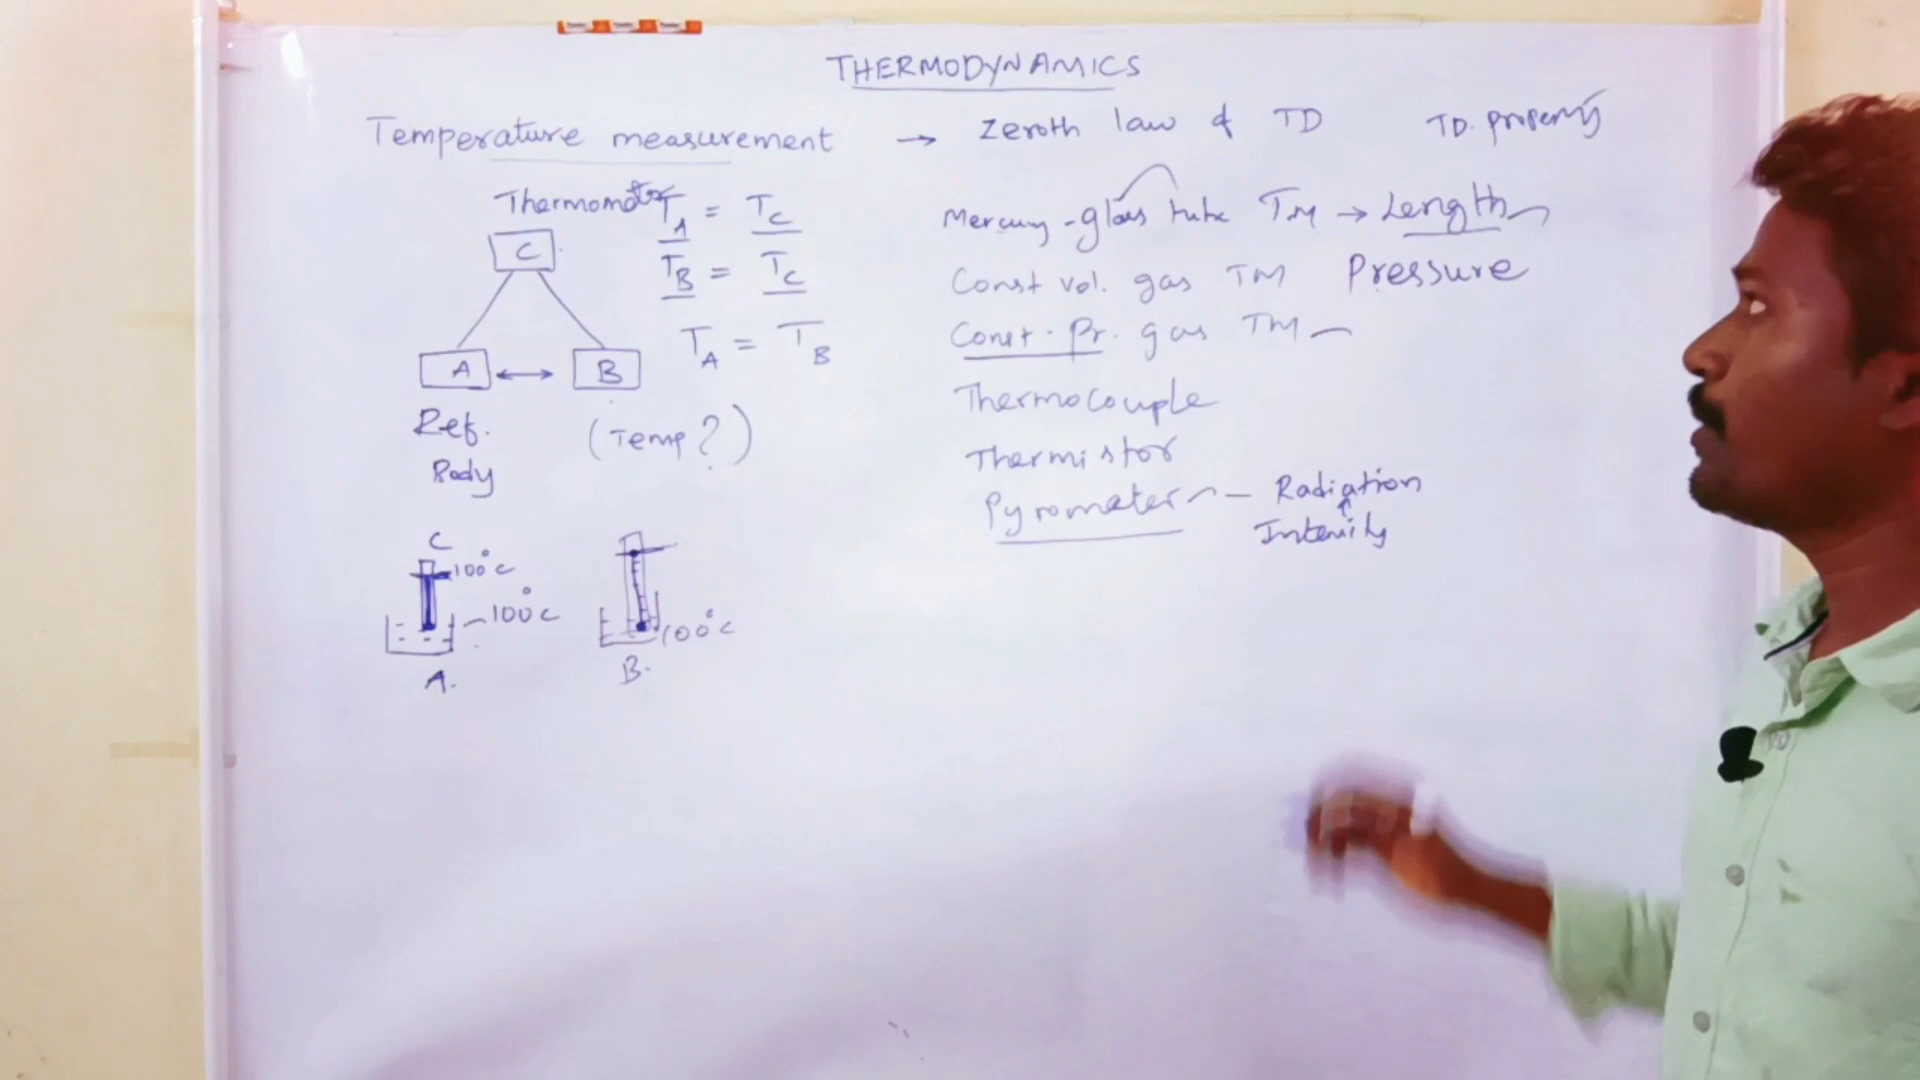 THERMODYNAMICS
Temperature measurement → Zeroth law of TD TD. property
Thermometer
T_A = T_C
T_B = T_C
T_A = T_B
C
A ↔ B
Ref. Body
(Temp?)
C
100°C
100°C
A.
100°C
B.
Mercury-glass tube TM → Length
Const vol. gas TM Pressure
Const. Pr. gas TM
Thermocouple
Thermistor
Pyrometer - Radiation
Intensity